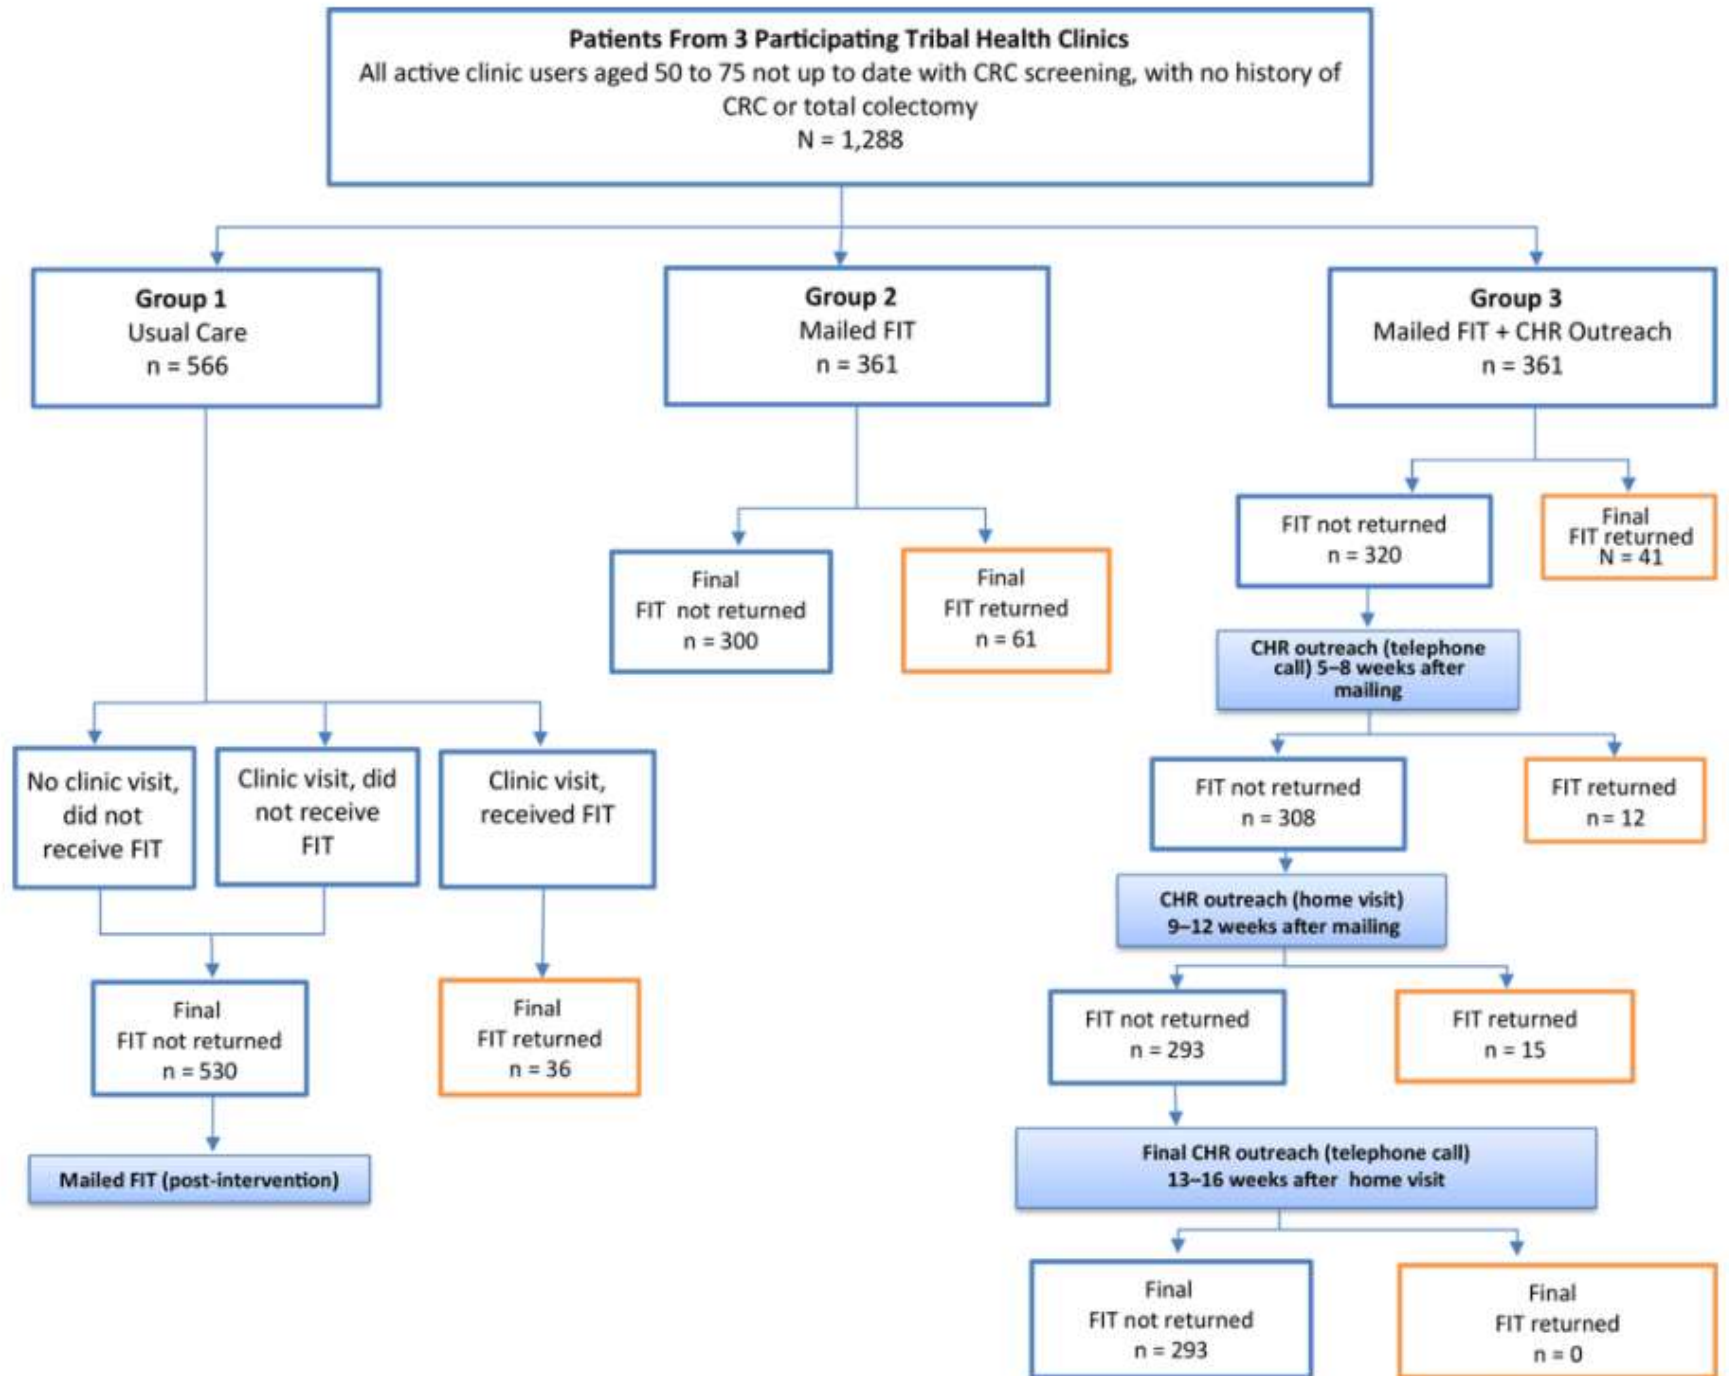 Patients From 3 Participating Tribal Health Clinics
All active clinic users aged 50 to 75 not up to date with CRC screening, with no history of
CRC or total colectomy
N = 1,288
Group 1
Usual Care
n = 566
Group 2
Mailed FIT
n = 361
Group 3
Mailed FIT + CHR Outreach
n = 361
FIT not returned
n = 320
Final
FIT returned
N = 41
Final
FIT not returned
n = 300
Final
FIT returned
n = 61
CHR outreach (telephone
call) 5–8 weeks after
mailing
No clinic visit,
did not
receive FIT
Clinic visit, did
not receive
FIT
Clinic visit,
received FIT
FIT not returned
n = 308
FIT returned
n = 12
CHR outreach (home visit)
9–12 weeks after mailing
Final
FIT not returned
n = 530
Final
FIT returned
n = 36
FIT not returned
n = 293
FIT returned
n = 15
Mailed FIT (post-intervention)
Final CHR outreach (telephone call)
13–16 weeks after home visit
Final
FIT not returned
n = 293
Final
FIT returned
n = 0